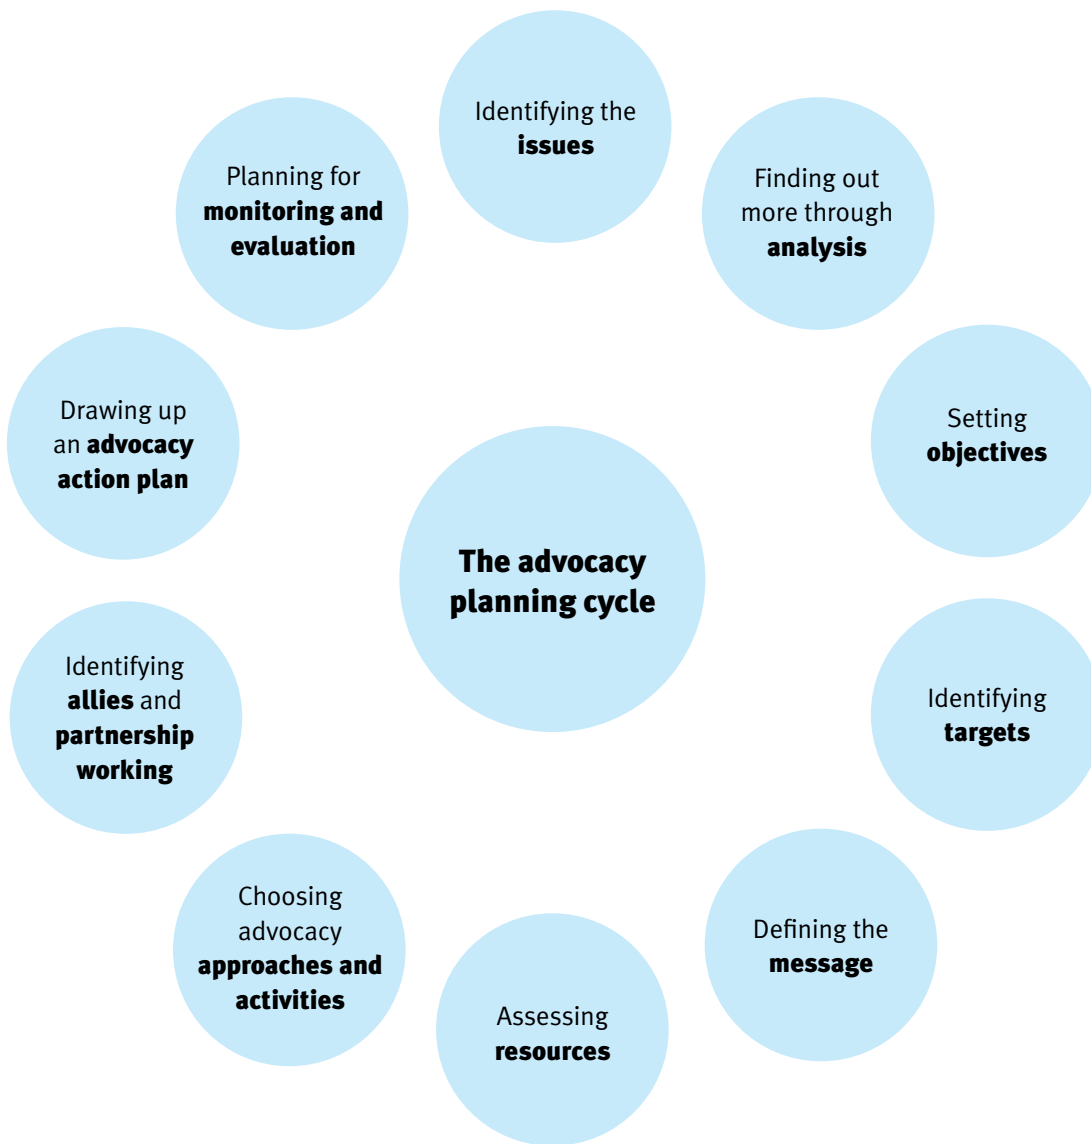 The advocacy
planning cycle
Identifying the
issues
Finding out
more through
analysis
Setting
objectives
Identifying
targets
Defining the
message
Assessing
resources
Choosing
advocacy
approaches and
activities
Identifying
allies and
partnership
working
Drawing up
an advocacy
action plan
Planning for
monitoring and
evaluation